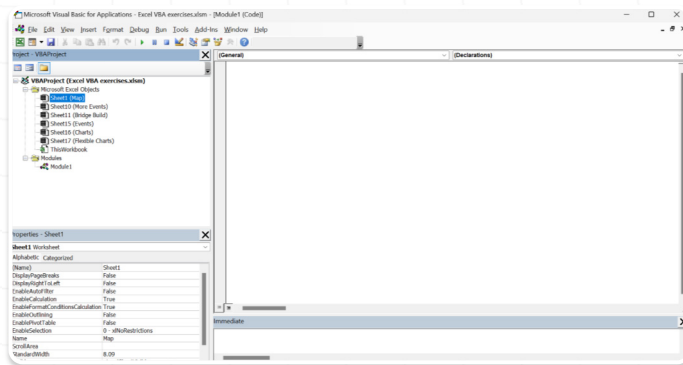 Microsoft Visual Basic for Applications - Excel VBA exercises.xlsm - [Module1 (Code)]
File Edit View Insert Format Debug Run Tools Add-Ins Window Help
Project - VBAProject
(General)
(Declarations)
VBAProject (Excel VBA exercises.xlsm)
Microsoft Excel Objects
Sheet1 (Map)
Sheet10 (More Events)
Sheet11 (Bridge Build)
Sheet15 (Events)
Sheet16 (Charts)
Sheet17 (Flexible Charts)
ThisWorkbook
Modules
Module1
Properties - Sheet1
Sheet1 Worksheet
Alphabetic Categorized
(Name) Sheet1
DisplayPageBreaks False
DisplayRightToLeft False
EnableAutoFilter False
EnableCalculation True
EnableFormatConditionsCalculation True
EnableOutlining False
EnablePivotTable False
EnableSelection 0 - xlNoRestrictions
Name Map
ScrollArea
StandardWidth 8.09
Immediate